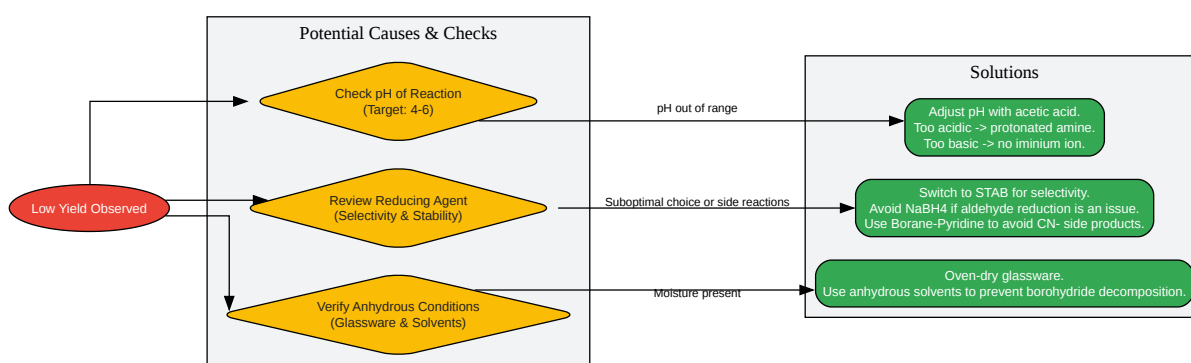 Potential Causes & Checks
Low Yield Observed
Check pH of Reaction
(Target: 4-6)
Review Reducing Agent
(Selectivity & Stability)
Verify Anhydrous Conditions
(Glassware & Solvents)
pH out of range
Suboptimal choice or side reactions
Moisture present
Solutions
Adjust pH with acetic acid.
Too acidic -> protonated amine.
Too basic -> no iminium ion.
Switch to STAB for selectivity.
Avoid NaBH4 if aldehyde reduction is an issue.
Use Borane-Pyridine to avoid CN- side products.
Oven-dry glassware.
Use anhydrous solvents to prevent borohydride decomposition.